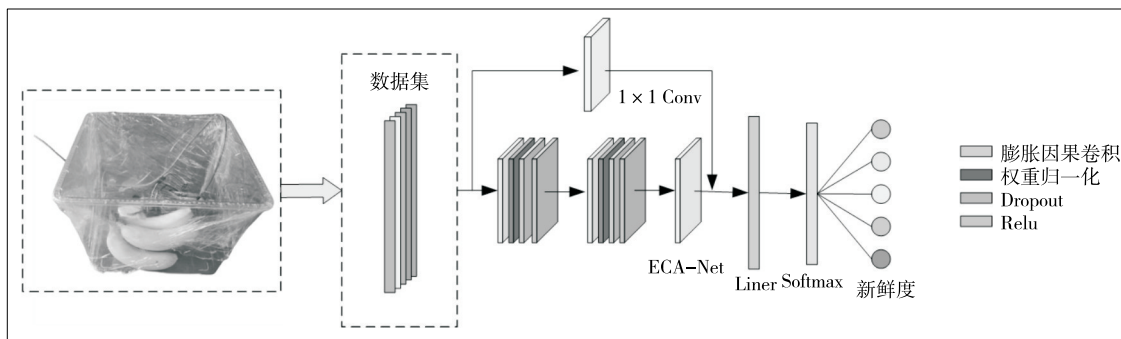 数据集
1 × 1 Conv
ECA-Net
Liner
Softmax
新鲜度
膨胀因果卷积
权重归一化
Dropout
Relu